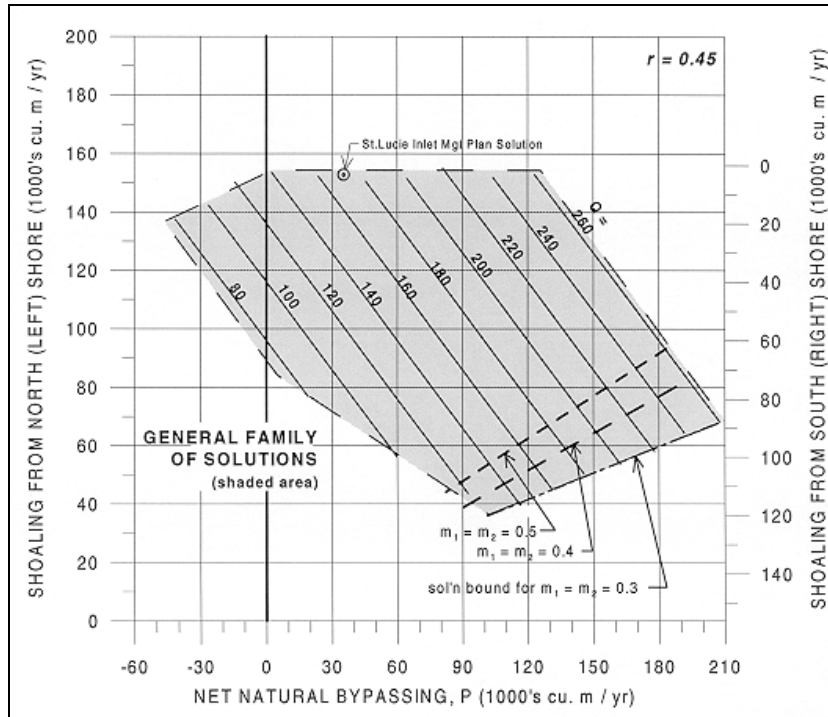 r = 0.45
SHOALING FROM NORTH (LEFT) SHORE (1000's cu. m / yr)
200
180
160
140
120
100
80
60
40
20
0
St.Lucie Inlet Mgt Plan Solution
Q =
80
100
120
140
160
180
200
220
240
260
GENERAL FAMILY
OF SOLUTIONS
(shaded area)
m₁ = m₂ = 0.5
m₁ = m₂ = 0.4
sol'n bound for m₁ = m₂ = 0.3
0
20
40
60
80
100
120
140
SHOALING FROM SOUTH (RIGHT) SHORE (1000's cu. m / yr)
-60 -30 0 30 60 90 120 150 180 210
NET NATURAL BYPASSING, P (1000's cu. m / yr)